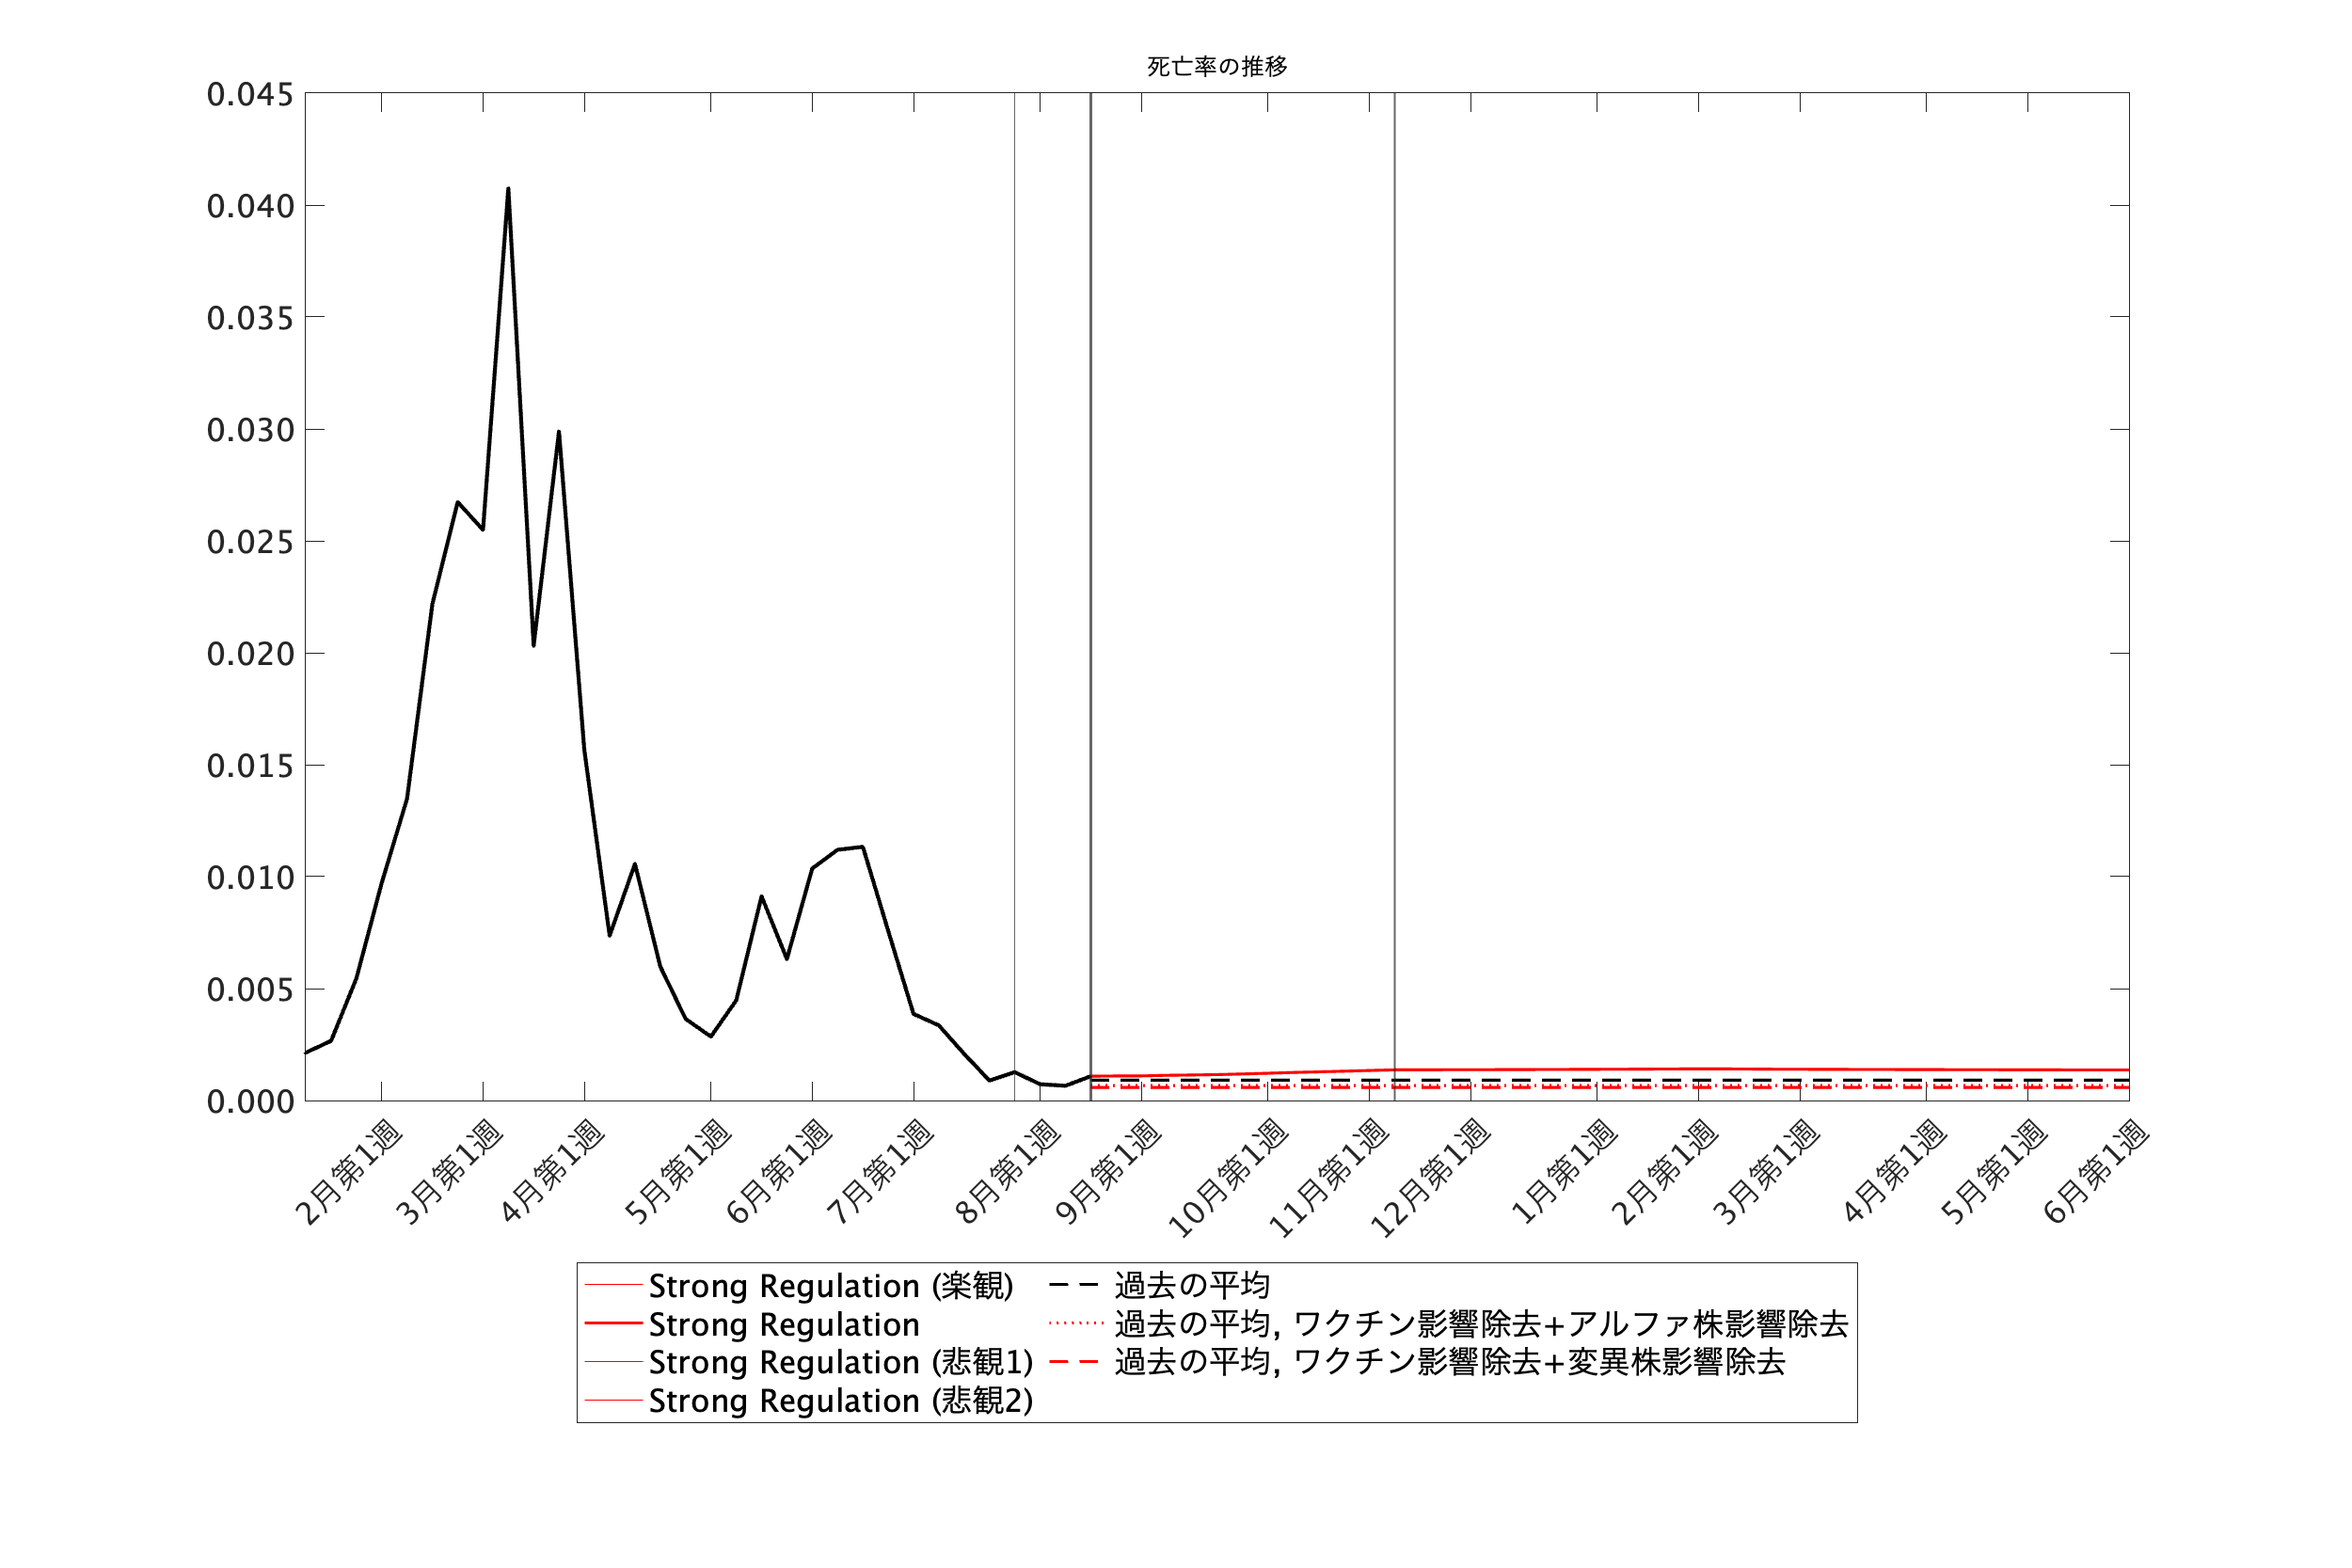 死亡率の推移
0.045
0.040
0.035
0.030
0.025
0.020
0.015
0.010
0.005
0.000
2月第1週
3月第1週
4月第1週
5月第1週
6月第1週
7月第1週
8月第1週
9月第1週
10月第1週
11月第1週
12月第1週
1月第1週
2月第1週
3月第1週
4月第1週
5月第1週
6月第1週
Strong Regulation (楽観)
Strong Regulation
Strong Regulation (悲観1)
Strong Regulation (悲観2)
過去の平均
過去の平均, ワクチン影響除去+アルファ株影響除去
過去の平均, ワクチン影響除去+変異株影響除去